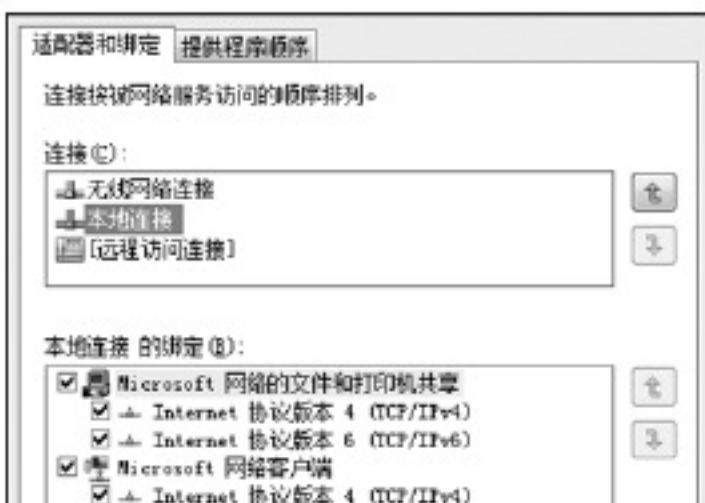 适配器和绑定 提供程序顺序
连接按被网络服务访问的顺序排列。
连接(C):
无线网络连接
本地连接
[远程访问连接]
本地连接 的绑定(B):
Microsoft 网络的文件和打印机共享
Internet 协议版本 4 (TCP/IPv4)
Internet 协议版本 6 (TCP/IPv6)
Microsoft 网络客户端
Internet 协议版本 4 (TCP/IPv4)